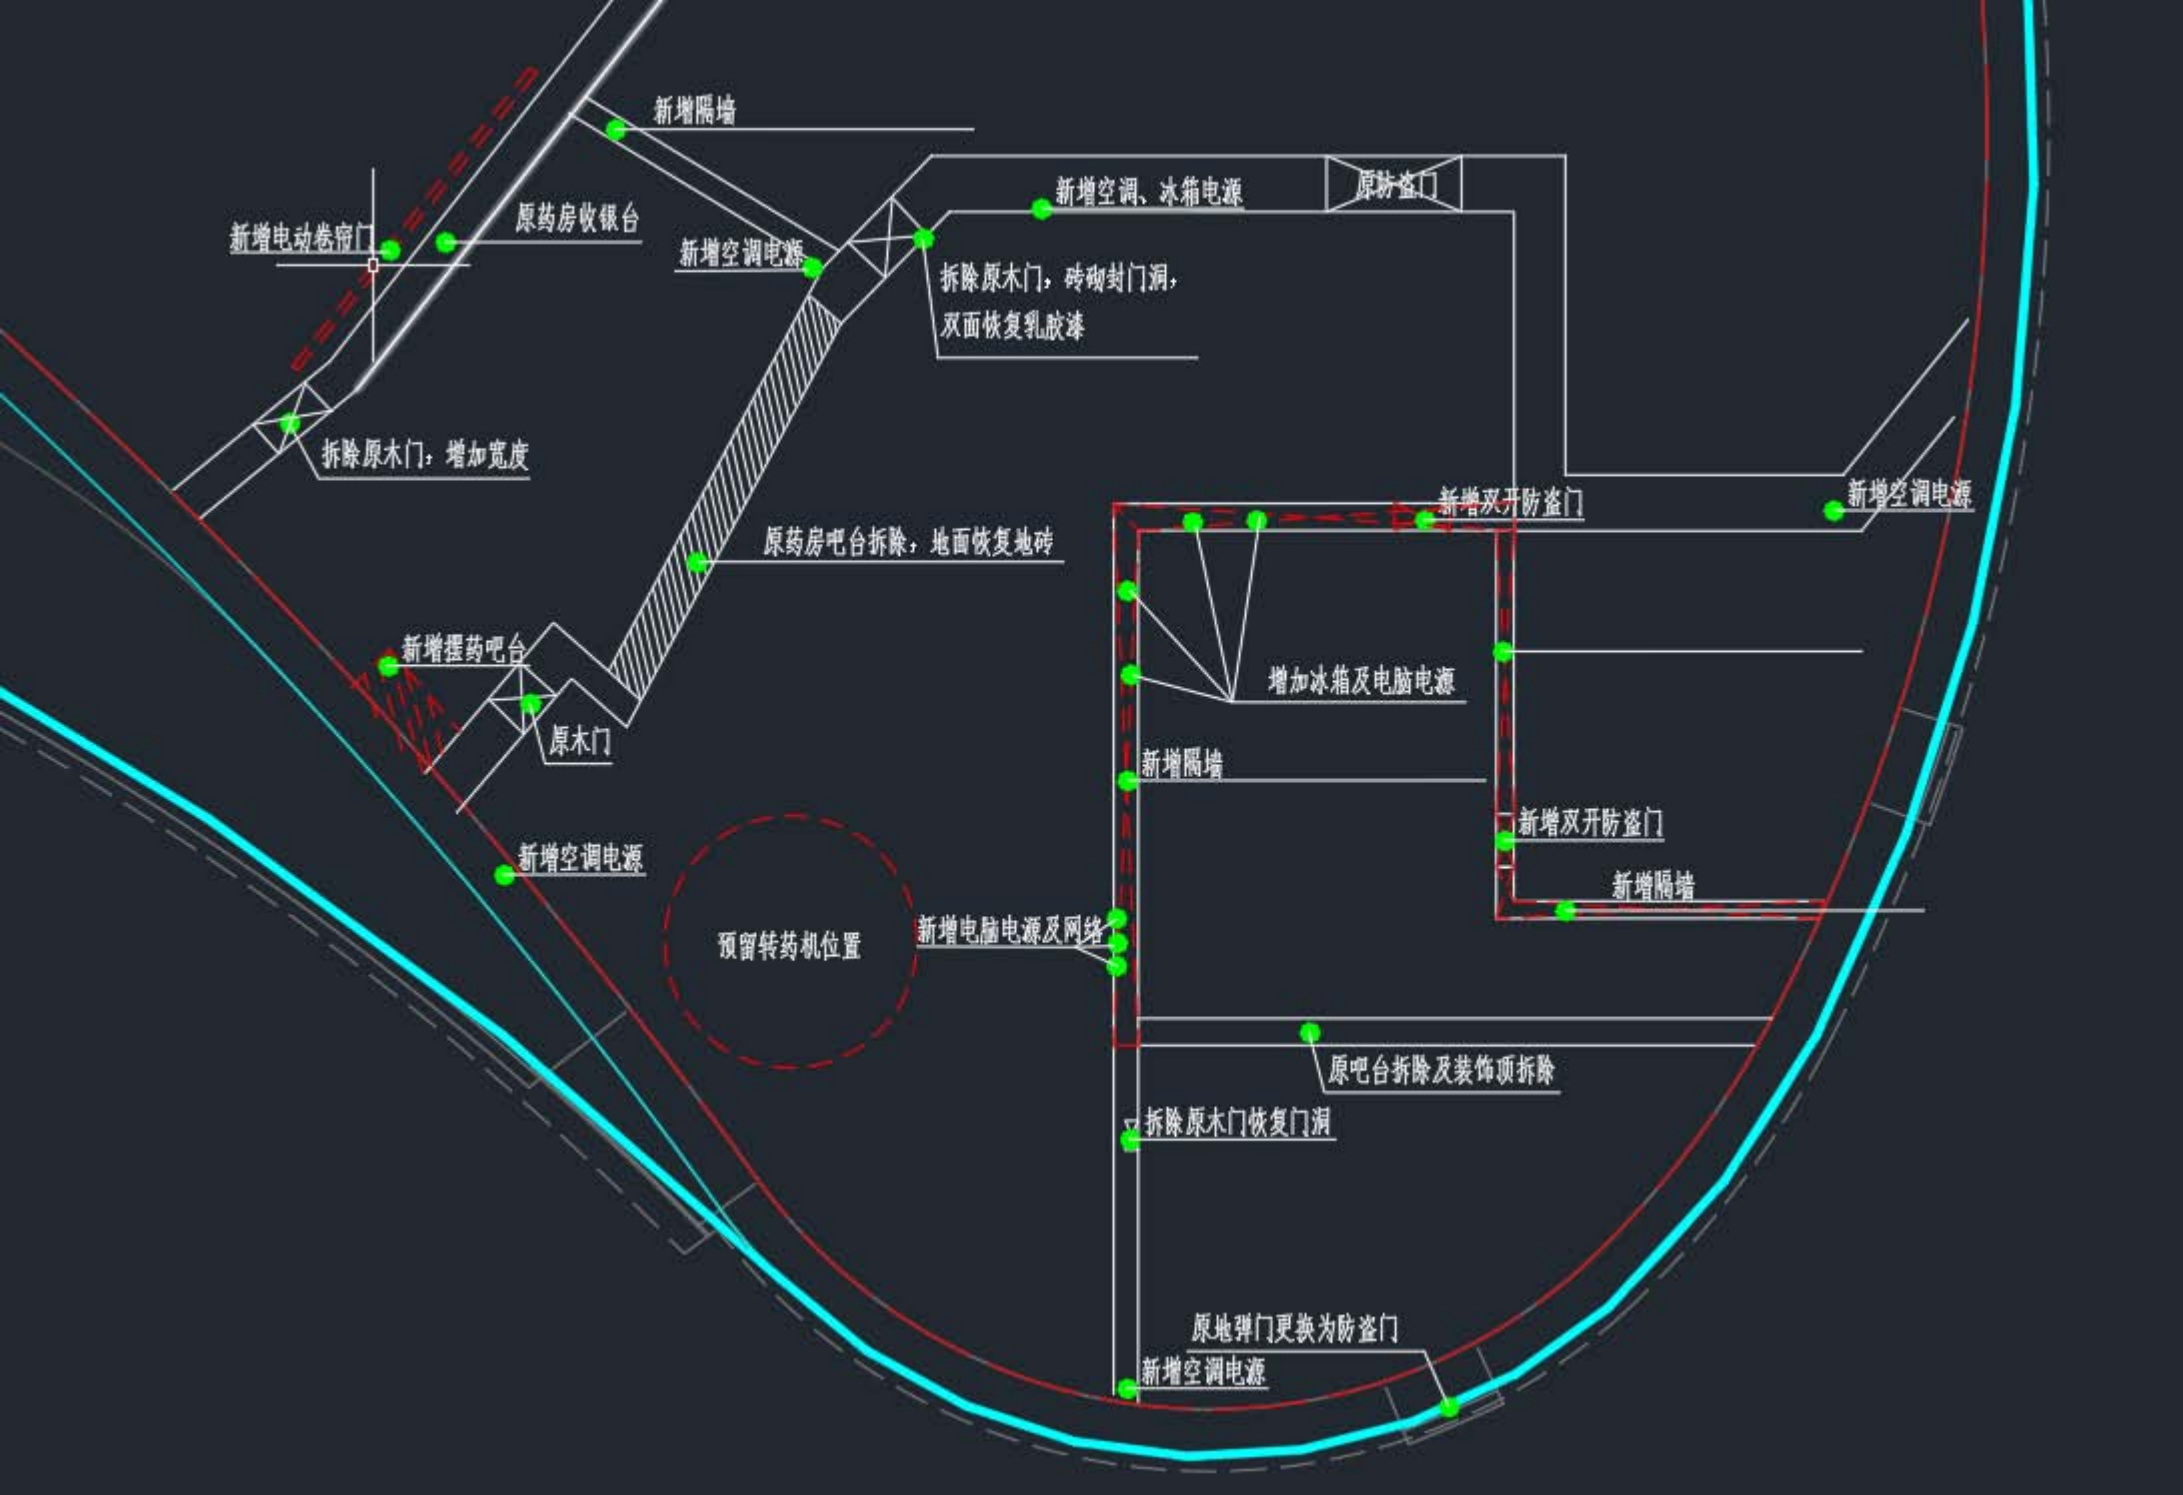 新增隔墙
新增空调、冰箱电源
原防盗门
原药房收银台
新增电动卷帘门
新增空调电源
拆除原木门，砖砌封门洞，
双面恢复乳胶漆
拆除原木门，增加宽度
新增双开防盗门
新增空调电源
原药房吧台拆除，地面恢复地砖
新增摆药吧台
增加冰箱及电脑电源
原木门
新增隔墙
新增双开防盗门
新增空调电源
新增隔墙
新增电脑电源及网络
预留转药机位置
原吧台拆除及装饰顶拆除
拆除原木门恢复门洞
原地弹门更换为防盗门
新增空调电源